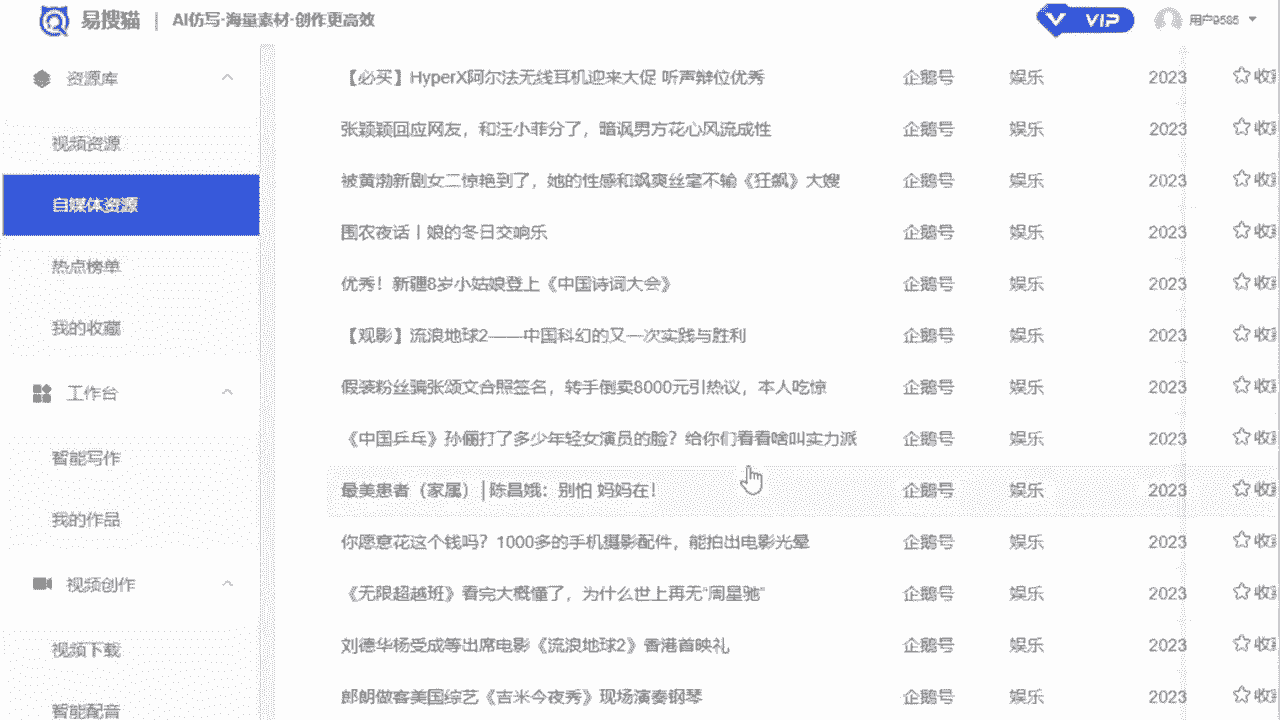 易搜猫 | AI仿写·海量素材·创作更高效 VIP 用户9585
资源库
视频资源
自媒体资源
热点榜单
我的收藏
工作台
智能写作
我的作品
视频创作
视频下载
智能配音
【必买】HyperX阿尔法无线耳机迎来大促 听声辩位优秀 企鹅号 娱乐 2023 收
张颖颖回应网友，和汪小菲分了，暗讽男方花心风流成性 企鹅号 娱乐 2023 收
被黄渤新剧女二惊艳到了，她的性感和飒爽丝毫不输《狂飙》大嫂 企鹅号 娱乐 2023 收
围农夜话丨娘的冬日交响乐 企鹅号 娱乐 2023 收
优秀！新疆8岁小姑娘登上《中国诗词大会》 企鹅号 娱乐 2023 收
【观影】流浪地球2——中国科幻的又一次实践与胜利 企鹅号 娱乐 2023 收
假装粉丝骗张颂文合照签名，转手倒卖8000元引热议，本人吃惊 企鹅号 娱乐 2023 收
《中国乒乓》孙俪打了多少年轻女演员的脸？给你们看看啥叫实力派 企鹅号 娱乐 2023 收
最美患者（家属）|陈昌娥：别怕 妈妈在！ 企鹅号 娱乐 2023 收
你愿意花这个钱吗？1000多的手机摄影配件，能拍出电影光晕 企鹅号 娱乐 2023 收
《无限超越班》看完大概懂了，为什么世上再无“周星驰” 企鹅号 娱乐 2023 收
刘德华杨受成等出席电影《流浪地球2》香港首映礼 企鹅号 娱乐 2023 收
郎朗做客美国综艺《吉米今夜秀》现场演奏钢琴 企鹅号 娱乐 2023 收